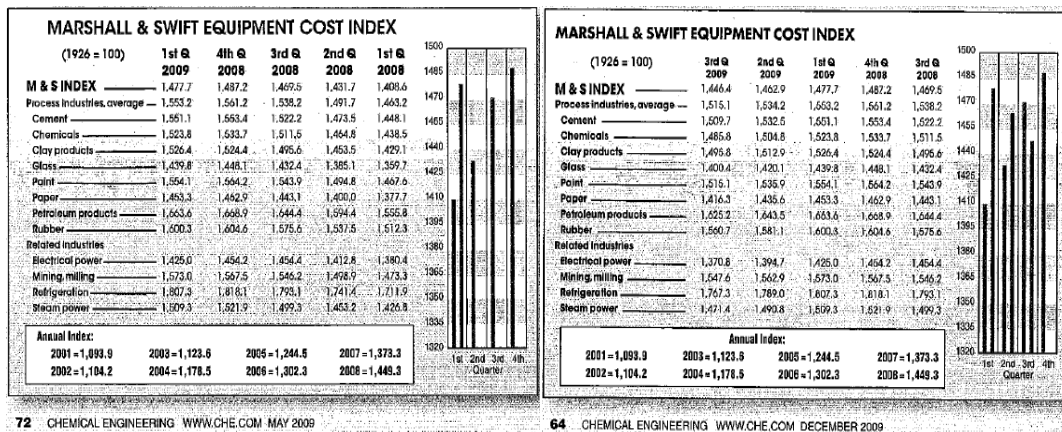 MARSHALL & SWIFT EQUIPMENT COST INDEX
(1926 = 100) 1st Q 4th Q 3rd Q 2nd Q 1st Q
2009 2008 2008 2008 2008
M & S INDEX 1,477.7 1,487.2 1,469.5 1,431.7 1,408.6
Process industries, average 1,553.2 1,561.2 1,538.2 1,491.7 1,463.2
Cement 1,551.1 1,553.4 1,522.2 1,473.5 1,448.1
Chemicals 1,523.8 1,533.7 1,511.5 1,464.8 1,438.5
Clay products 1,526.4 1,524.4 1,495.6 1,453.5 1,429.1
Glass 1,439.8 1,448.1 1,432.4 1,385.1 1,359.7
Paint 1,554.1 1,564.2 1,543.9 1,494.8 1,467.6
Paper 1,453.3 1,462.9 1,443.1 1,400.0 1,377.7
Petroleum products 1,663.6 1,668.9 1,644.4 1,594.4 1,555.8
Rubber 1,600.3 1,604.6 1,575.6 1,537.5 1,512.3
Related Industries
Electrical power 1,425.0 1,454.2 1,454.4 1,412.8 1,380.4
Mining, milling 1,573.0 1,567.5 1,546.2 1,498.9 1,473.3
Refrigeration 1,807.3 1,818.1 1,793.1 1,741.4 1,711.9
Steam power 1,509.3 1,521.9 1,499.3 1,453.2 1,426.8
Annual Index:
2001 = 1,093.9 2003 = 1,123.6 2005 = 1,244.5 2007 = 1,373.3
2002 = 1,104.2 2004 = 1,178.5 2006 = 1,302.3 2008 = 1,449.3
1500
1485
1470
1455
1440
1425
1410
1395
1380
1365
1350
1335
1320
1st 2nd 3rd 4th
Quarter
72 CHEMICAL ENGINEERING WWW.CHE.COM MAY 2009
MARSHALL & SWIFT EQUIPMENT COST INDEX
(1926 = 100) 3rd Q 2nd Q 1st Q 4th Q 3rd Q
2009 2009 2009 2008 2008
M & S INDEX 1,446.4 1,462.9 1,477.7 1,487.2 1,469.5
Process industries, average 1,515.1 1,534.2 1,553.2 1,561.2 1,538.2
Cement 1,509.7 1,532.5 1,551.1 1,553.4 1,522.2
Chemicals 1,485.8 1,504.8 1,523.8 1,533.7 1,511.5
Clay products 1,495.8 1,512.9 1,526.4 1,524.4 1,495.6
Glass 1,400.4 1,420.1 1,439.8 1,448.1 1,432.4
Paint 1,515.1 1,535.9 1,554.1 1,564.2 1,543.9
Paper 1,416.3 1,435.6 1,453.3 1,462.9 1,443.1
Petroleum products 1,625.2 1,643.5 1,663.6 1,668.9 1,644.4
Rubber 1,560.7 1,581.1 1,600.3 1,604.6 1,575.6
Related Industries
Electrical power 1,370.8 1,394.7 1,425.0 1,454.2 1,454.4
Mining, milling 1,547.6 1,562.9 1,573.0 1,567.5 1,546.2
Refrigeration 1,767.3 1,789.0 1,807.3 1,818.1 1,793.1
Steam power 1,471.4 1,490.8 1,509.3 1,521.9 1,499.3
Annual Index:
2001 = 1,093.9 2003 = 1,123.6 2005 = 1,244.5 2007 = 1,373.3
2002 = 1,104.2 2004 = 1,178.5 2006 = 1,302.3 2008 = 1,449.3
1500
1485
1470
1455
1440
1425
1410
1395
1380
1365
1350
1335
1320
1st 2nd 3rd 4th
Quarter
64 CHEMICAL ENGINEERING WWW.CHE.COM DECEMBER 2009